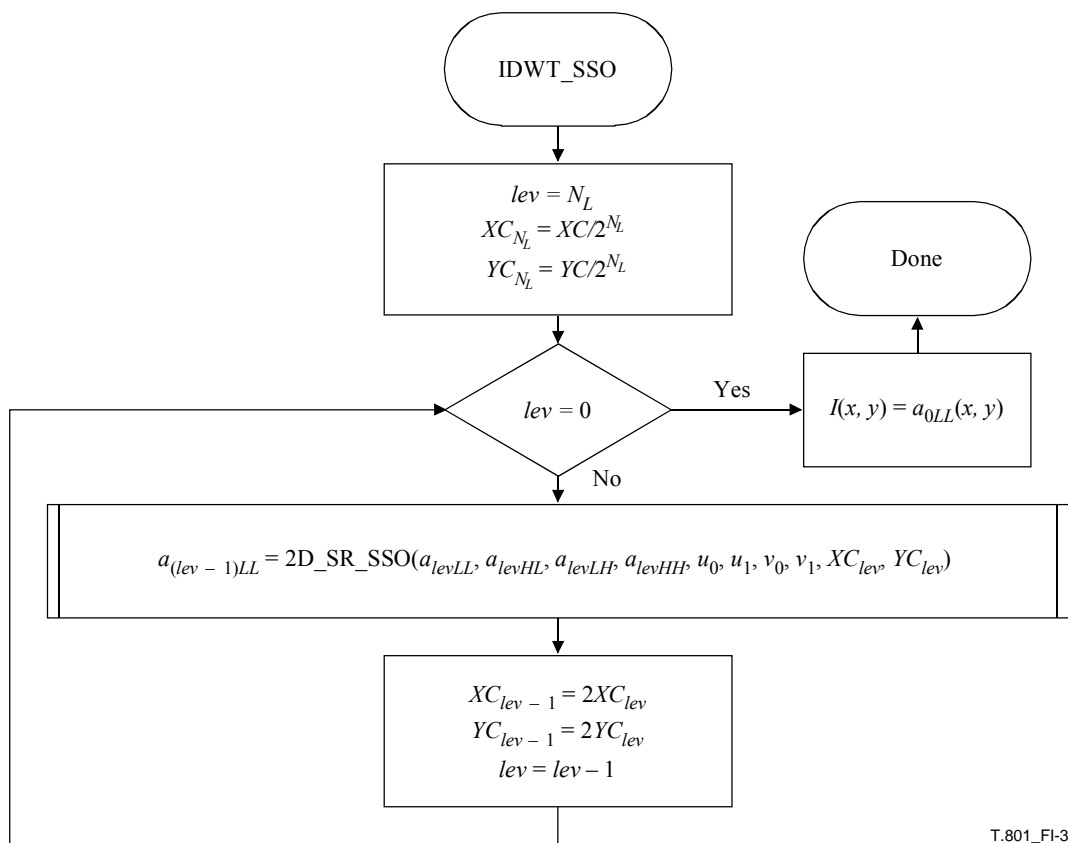 IDWT_SSO
lev = N_L
XC_{N_L} = XC/2^{N_L}
YC_{N_L} = YC/2^{N_L}
Done
lev = 0
Yes
I(x, y) = a_{0LL}(x, y)
No
a_{(lev – 1)LL} = 2D_SR_SSO(a_{levLL}, a_{levHL}, a_{levLH}, a_{levHH}, u_0, u_1, v_0, v_1, XC_{lev}, YC_{lev})
XC_{lev – 1} = 2XC_{lev}
YC_{lev – 1} = 2YC_{lev}
lev = lev – 1
T.801_FI-3